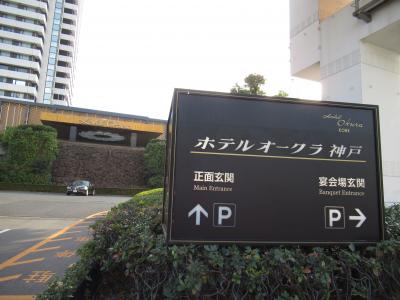 Hotel Okura
KOBE
ホテルオークラ神戸
正面玄関
Main Entrance
宴会場玄関
Banquet Entrance
↑ P
P →